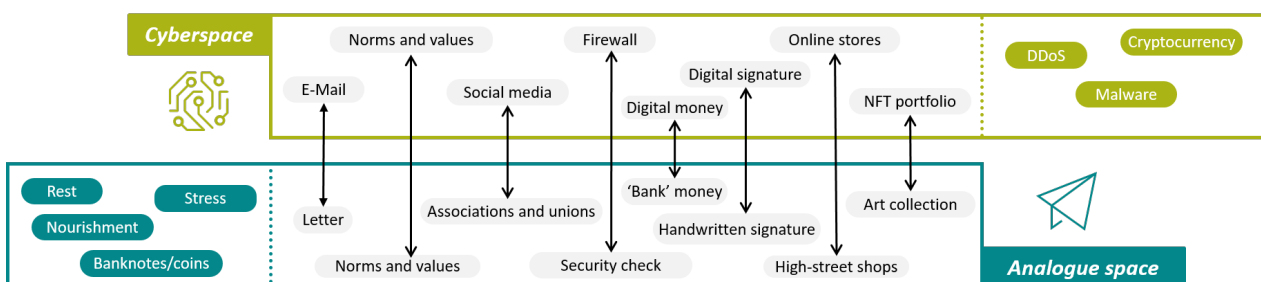 Cyberspace
Norms and values
Firewall
Online stores
Cryptocurrency
DDoS
Digital signature
E-Mail
Social media
Malware
NFT portfolio
Digital money
Rest
Stress
‘Bank’ money
Nourishment
Letter
Associations and unions
Art collection
Handwritten signature
Banknotes/coins
Norms and values
Security check
High-street shops
Analogue space